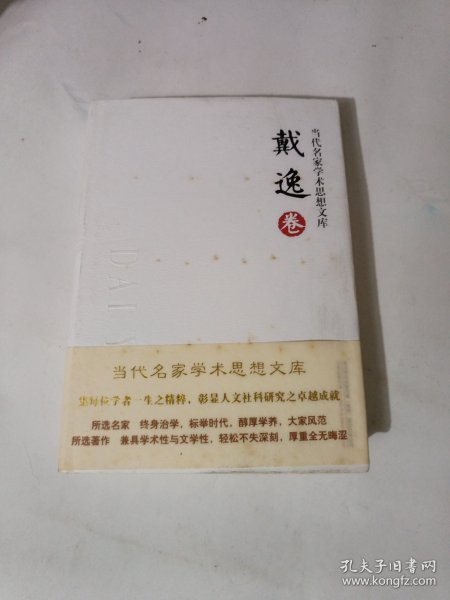 当代名家学术思想文库
戴逸
卷
DAI Y
当代名家学术思想文库
集每位学者一生之精粹，彰显人文社科研究之卓越成就
所选名家　终身治学，标举时代，醇厚学养，大家风范
所选著作　兼具学术性与文学性，轻松不失深刻，厚重全无晦涩
孔夫子旧书网
www.kongfz.com